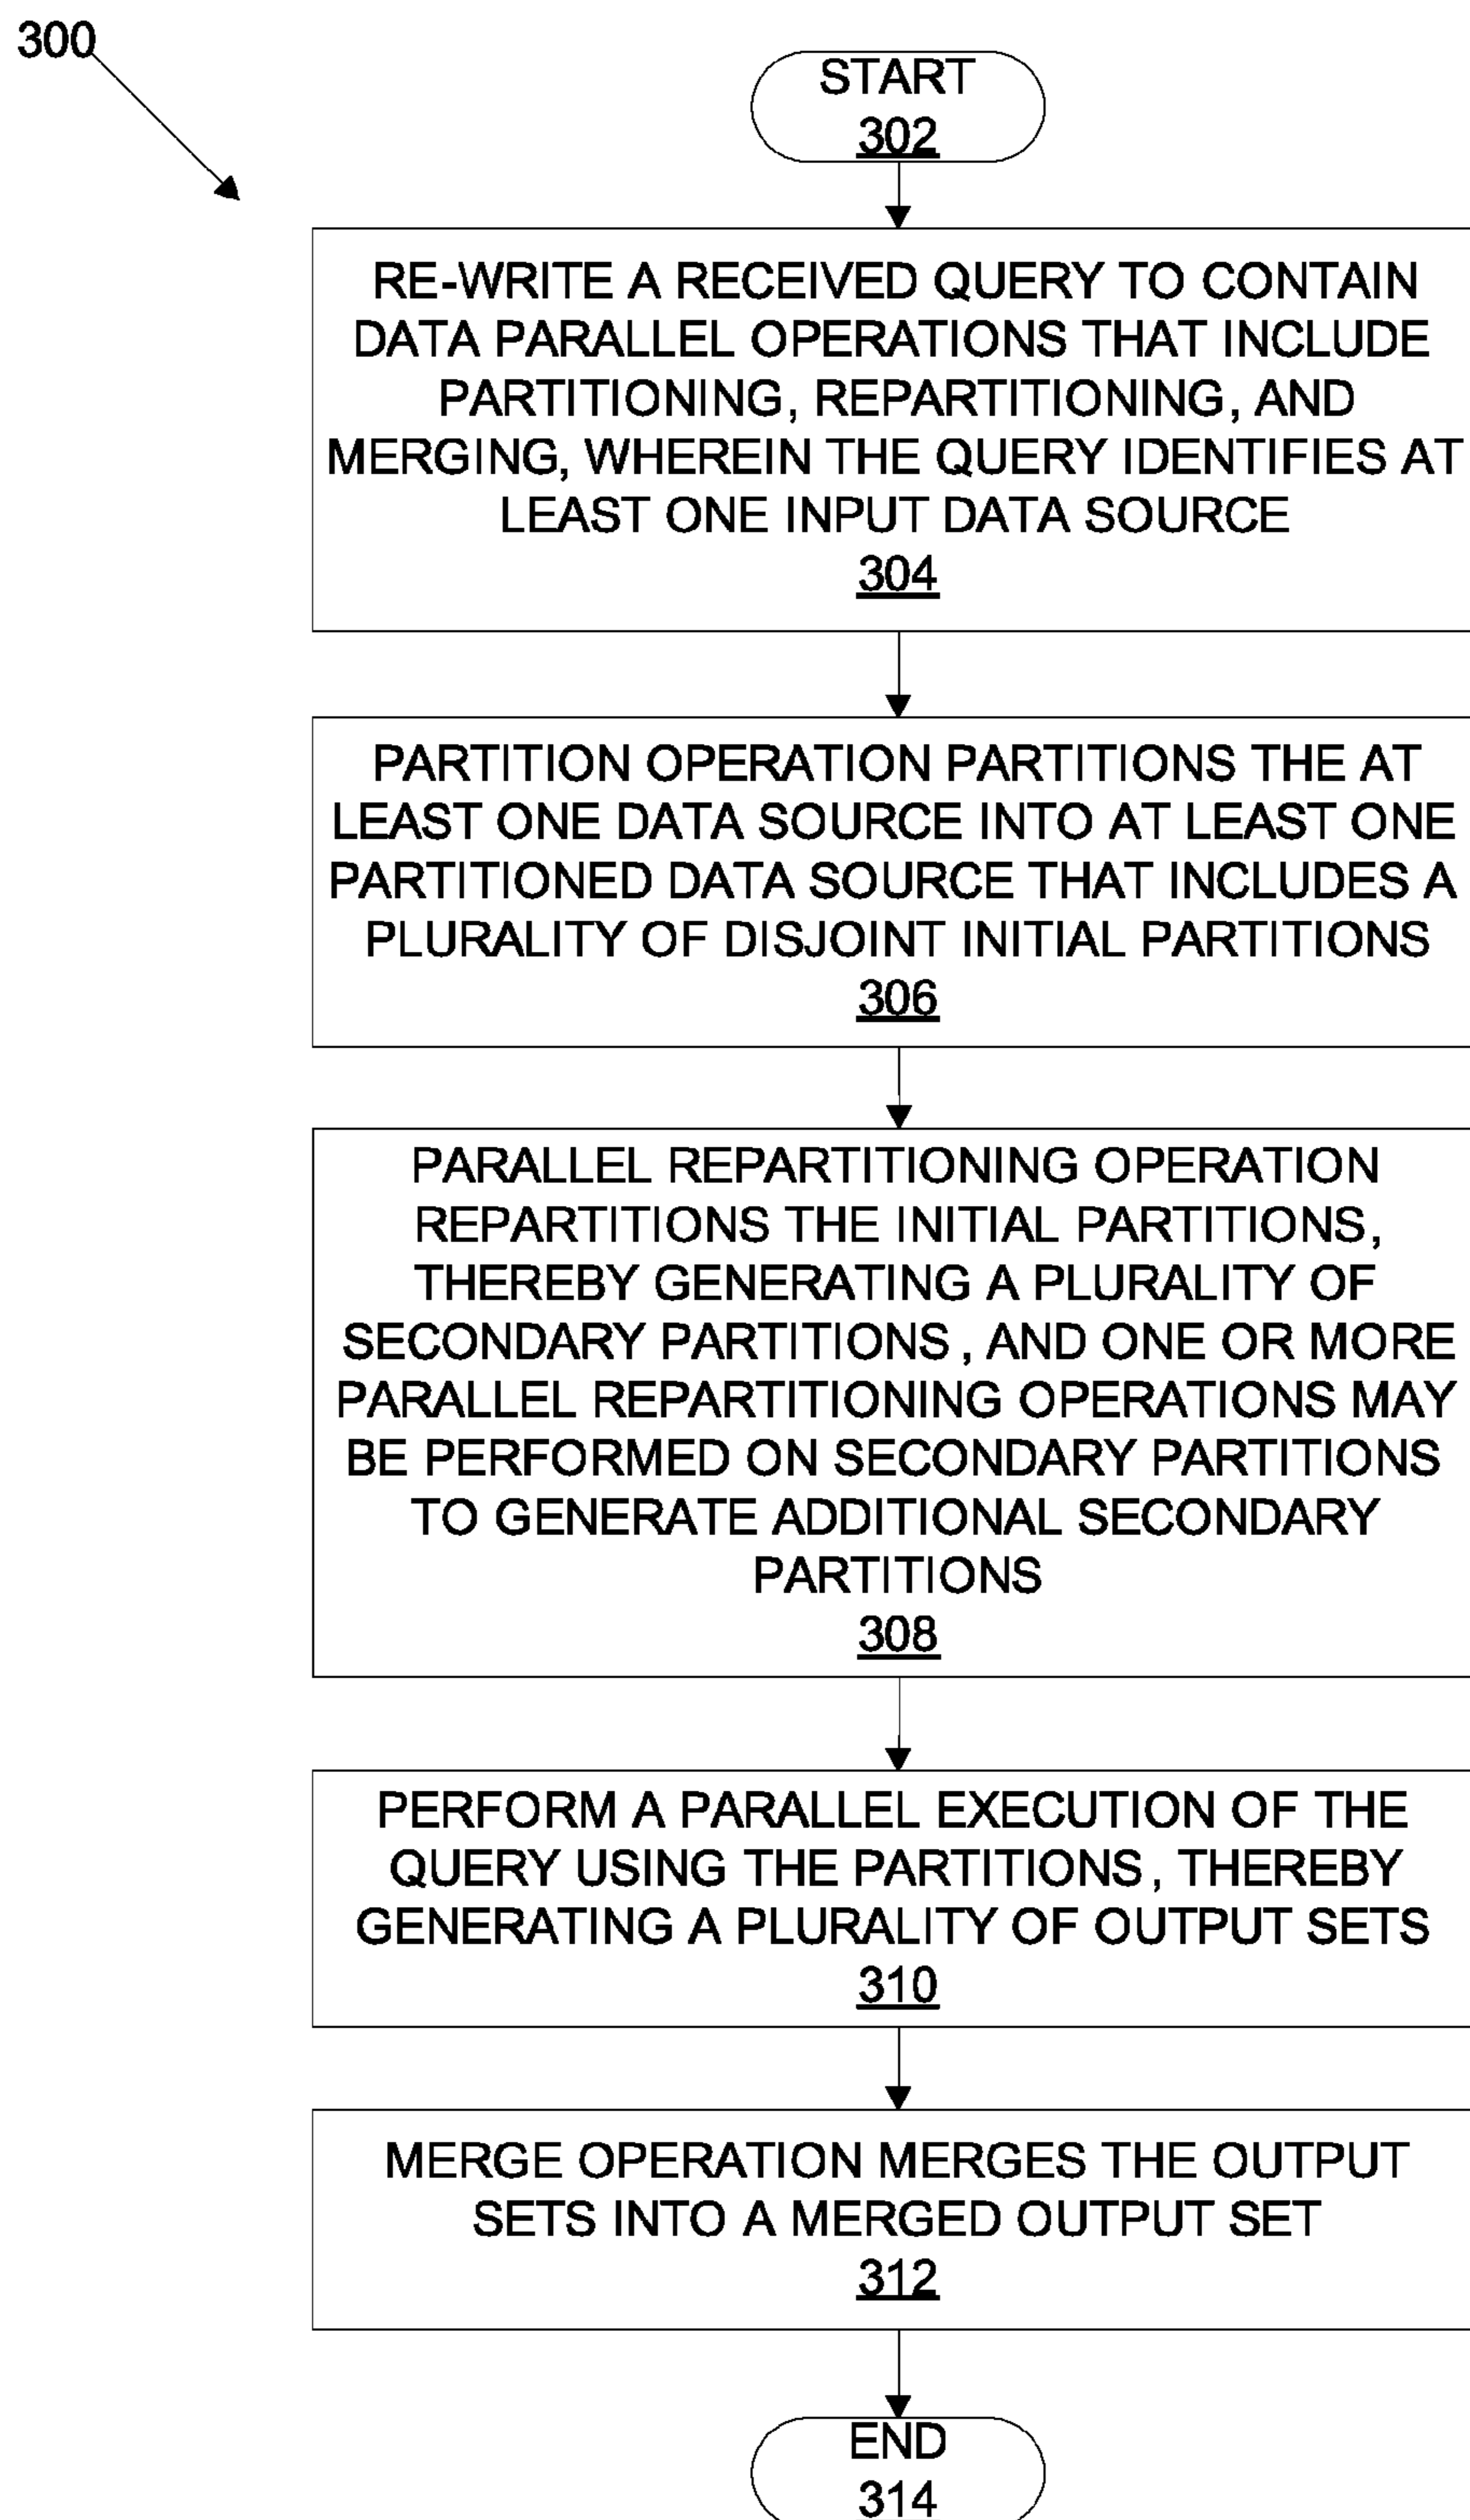 300
START
302
RE-WRITE A RECEIVED QUERY TO CONTAIN
DATA PARALLEL OPERATIONS THAT INCLUDE
PARTITIONING, REPARTITIONING, AND
MERGING, WHEREIN THE QUERY IDENTIFIES AT
LEAST ONE INPUT DATA SOURCE
304
PARTITION OPERATION PARTITIONS THE AT
LEAST ONE DATA SOURCE INTO AT LEAST ONE
PARTITIONED DATA SOURCE THAT INCLUDES A
PLURALITY OF DISJOINT INITIAL PARTITIONS
306
PARALLEL REPARTITIONING OPERATION
REPARTITIONS THE INITIAL PARTITIONS,
THEREBY GENERATING A PLURALITY OF
SECONDARY PARTITIONS, AND ONE OR MORE
PARALLEL REPARTITIONING OPERATIONS MAY
BE PERFORMED ON SECONDARY PARTITIONS
TO GENERATE ADDITIONAL SECONDARY
PARTITIONS
308
PERFORM A PARALLEL EXECUTION OF THE
QUERY USING THE PARTITIONS, THEREBY
GENERATING A PLURALITY OF OUTPUT SETS
310
MERGE OPERATION MERGES THE OUTPUT
SETS INTO A MERGED OUTPUT SET
312
END
314